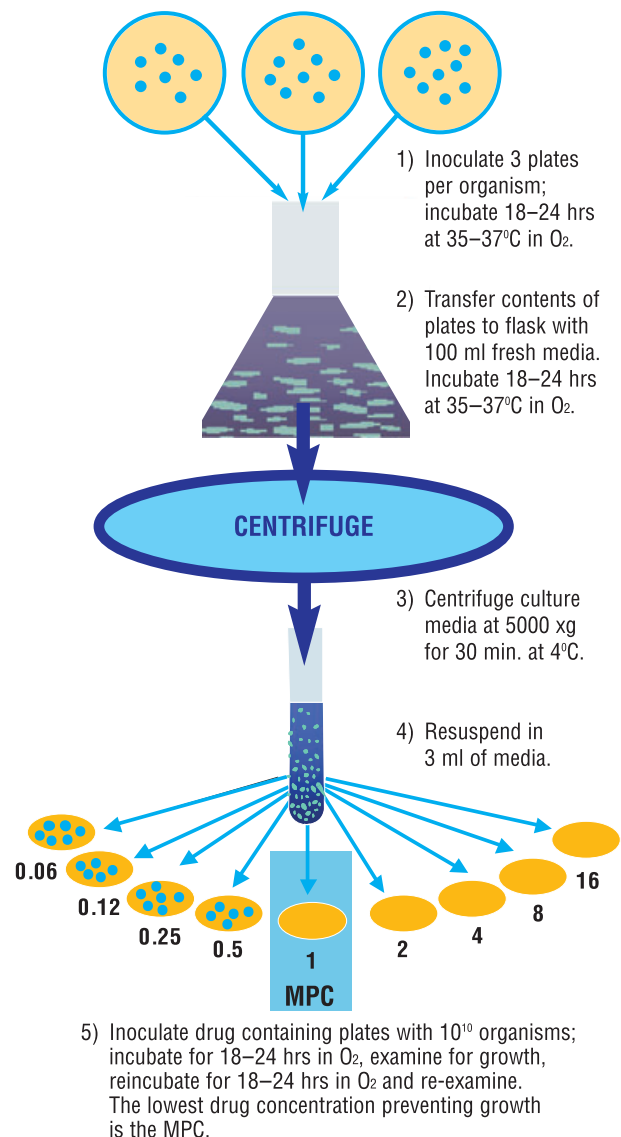 1) Inoculate 3 plates
per organism;
incubate 18–24 hrs
at 35–37⁰C in O₂.
2) Transfer contents of
plates to flask with
100 ml fresh media.
Incubate 18–24 hrs
at 35–37⁰C in O₂.
CENTRIFUGE
3) Centrifuge culture
media at 5000 xg
for 30 min. at 4⁰C.
4) Resuspend in
3 ml of media.
0.06
0.12
0.25
0.5
1
2
4
8
16
MPC
5) Inoculate drug containing plates with 10¹⁰ organisms;
incubate for 18–24 hrs in O₂, examine for growth,
reincubate for 18–24 hrs in O₂ and re-examine.
The lowest drug concentration preventing growth
is the MPC.